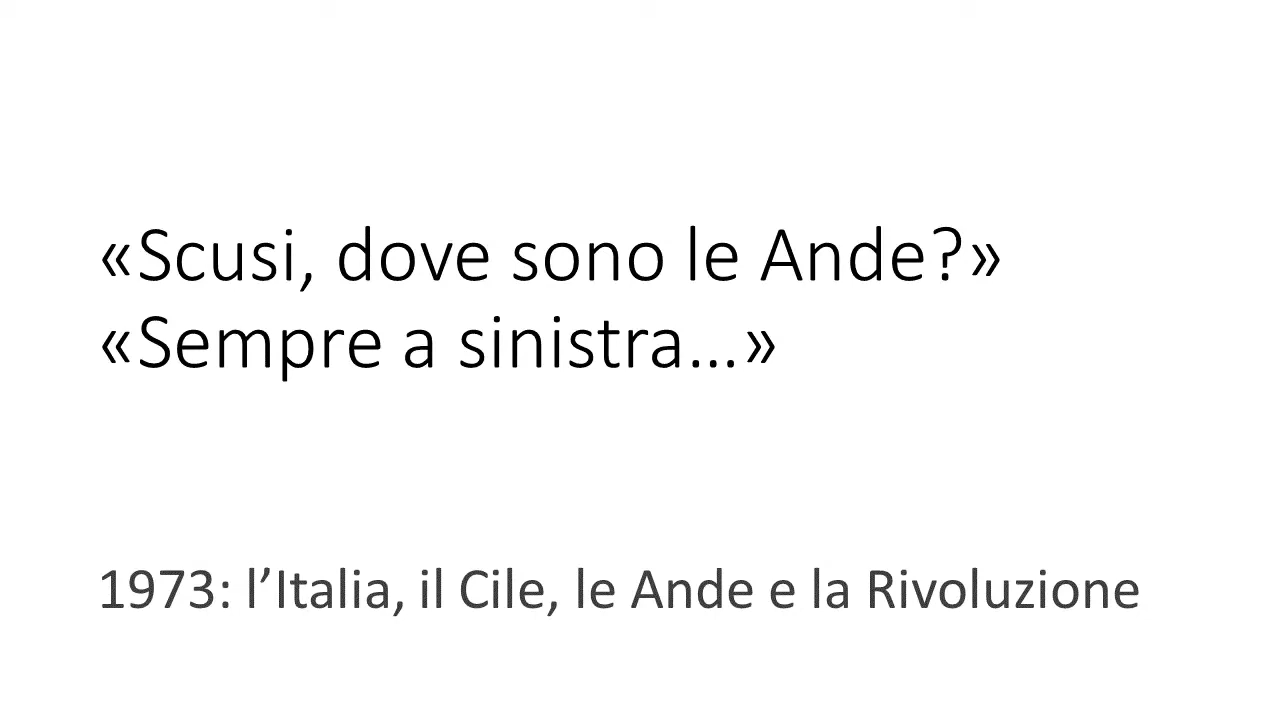 «Scusi, dove sono le Ande?»
«Sempre a sinistra…»
1973: l’Italia, il Cile, le Ande e la Rivoluzione